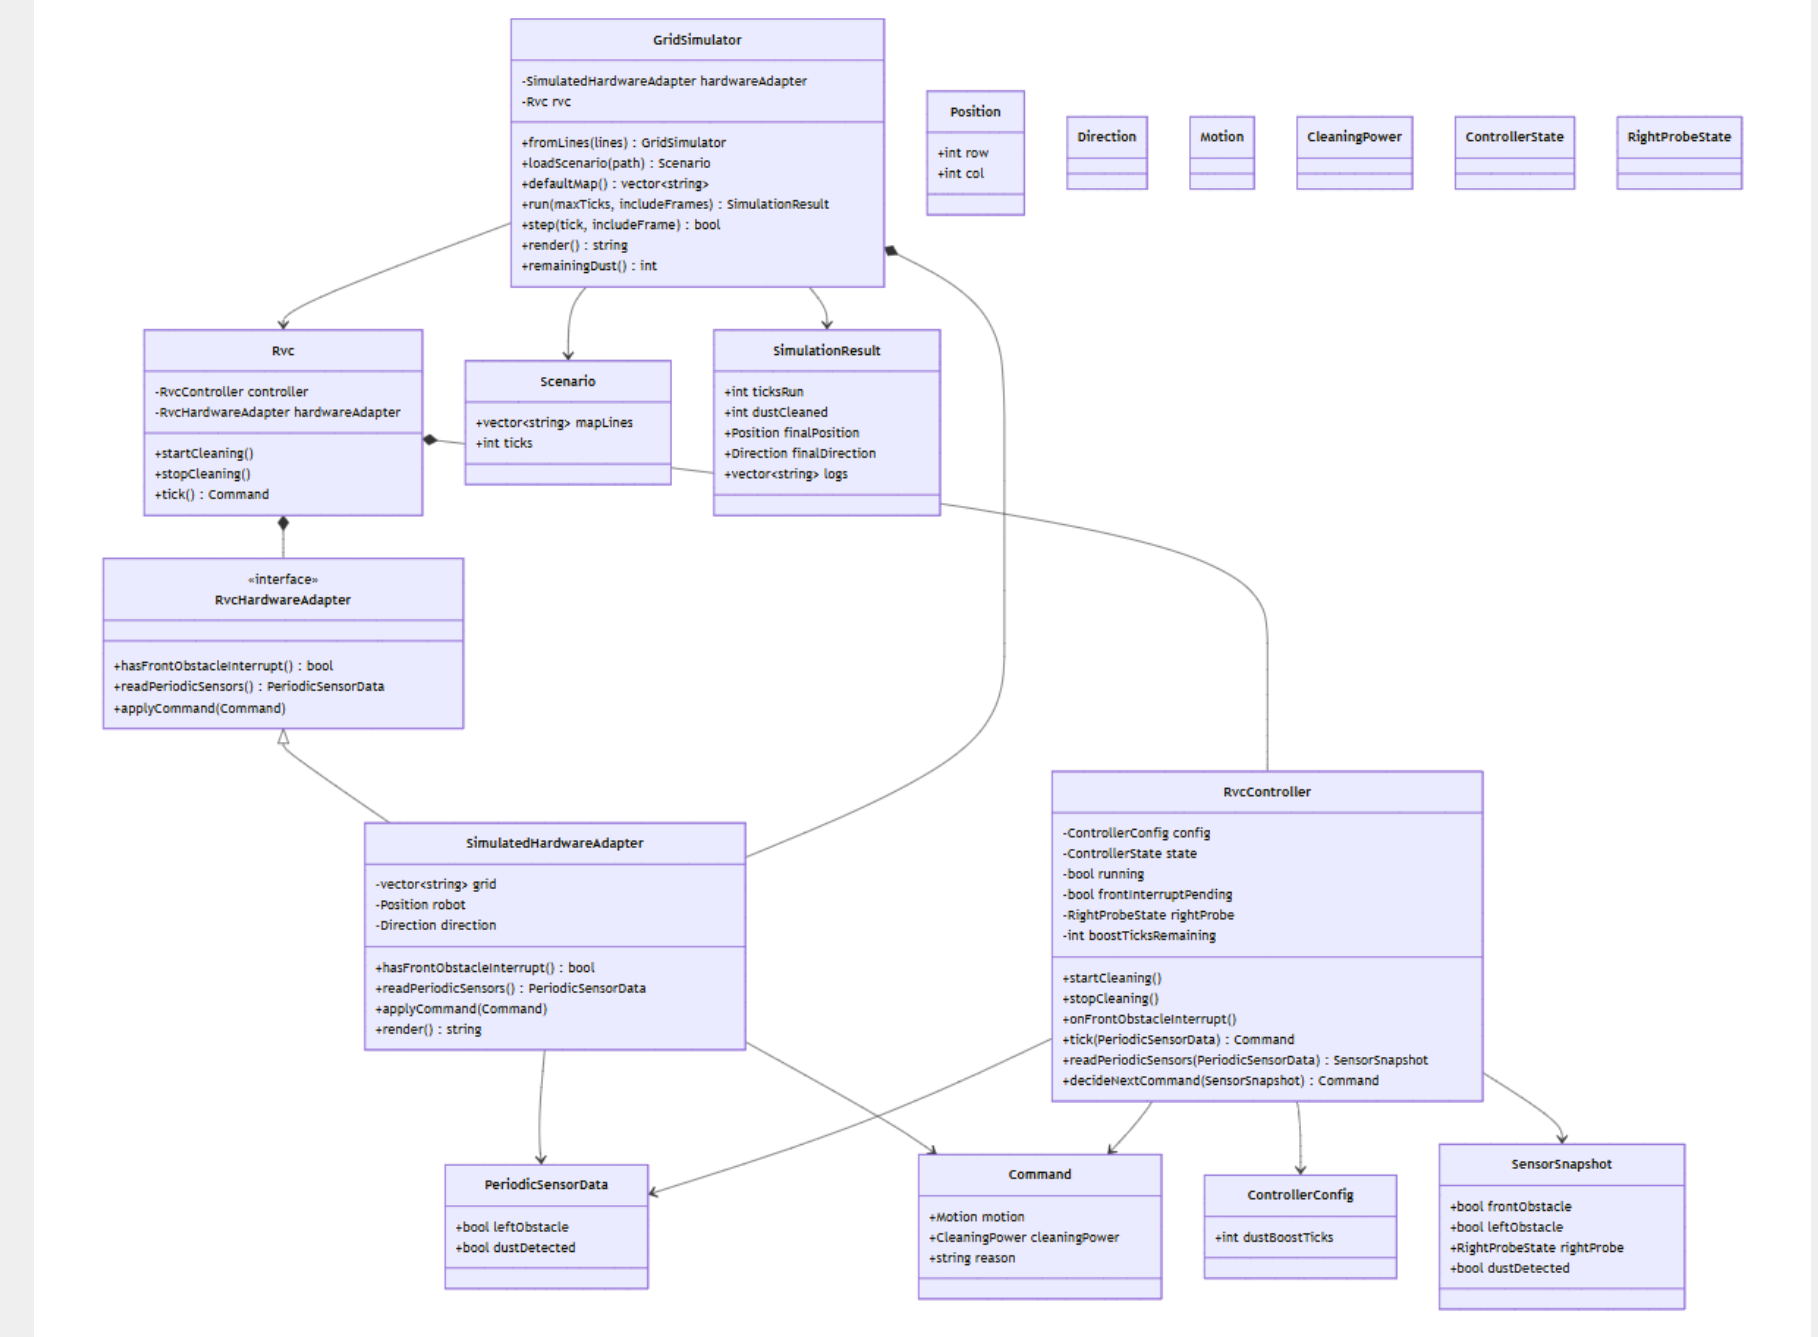 GridSimulator
-SimulatedHardwareAdapter hardwareAdapter
-Rvc rvc
+fromLines(lines) : GridSimulator
+loadScenario(path) : Scenario
+defaultMap() : vector<string>
+run(maxTicks, includeFrames) : SimulationResult
+step(tick, includeFrame) : bool
+render() : string
+remainingDust() : int
Position
+int row
+int col
Direction
Motion
CleaningPower
ControllerState
RightProbeState
Rvc
-RvcController controller
-RvcHardwareAdapter hardwareAdapter
+startCleaning()
+stopCleaning()
+tick() : Command
Scenario
+vector<string> mapLines
+int ticks
SimulationResult
+int ticksRun
+int dustCleaned
+Position finalPosition
+Direction finalDirection
+vector<string> logs
«interface»
RvcHardwareAdapter
+hasFrontObstacleInterrupt() : bool
+readPeriodicSensors() : PeriodicSensorData
+applyCommand(Command)
SimulatedHardwareAdapter
-vector<string> grid
-Position robot
-Direction direction
+hasFrontObstacleInterrupt() : bool
+readPeriodicSensors() : PeriodicSensorData
+applyCommand(Command)
+render() : string
RvcController
-ControllerConfig config
-ControllerState state
-bool running
-bool frontInterruptPending
-RightProbeState rightProbe
-int boostTicksRemaining
+startCleaning()
+stopCleaning()
+onFrontObstacleInterrupt()
+tick(PeriodicSensorData) : Command
+readPeriodicSensors(PeriodicSensorData) : SensorSnapshot
+decideNextCommand(SensorSnapshot) : Command
PeriodicSensorData
+bool leftObstacle
+bool dustDetected
Command
+Motion motion
+CleaningPower cleaningPower
+string reason
ControllerConfig
+int dustBoostTicks
SensorSnapshot
+bool frontObstacle
+bool leftObstacle
+RightProbeState rightProbe
+bool dustDetected